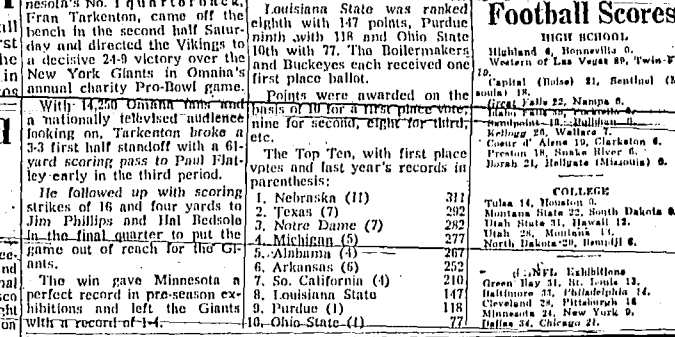 nesota's No. 1 quarterback,
Fran Tarkenton, came off the
bench in the second half Satur-
day and directed the Vikings to
a decisive 24-9 victory over the
New York Giants in Omaha's
annual charity Pro-Bowl game.
With 14,250 Omaha fans and
a nationally televised audience
looking on, Tarkenton broke a
3-3 first half standoff with a 61-
yard scoring pass to Paul Flat-
ley early in the third period.
He followed up with scoring
strikes of 16 and four yards to
Jim Phillips and Hal Bedsole
in the final quarter to put the
game out of reach for the Gi-
ants.
The win gave Minnesota a
perfect record in pre-season ex-
hibitions and left the Giants
with a record of 1-4.
Louisiana State was ranked
eighth with 147 points, Purdue
ninth with 118 and Ohio State
10th with 77. The Boilermakers
and Buckeyes each received one
first place ballot.
Points were awarded on the
basis of 10 for a first place vote,
nine for second, eight for third,
etc.
The Top Ten, with first place
votes and last year's records in
parenthesis:
1. Nebraska (11) 311
2. Texas (7) 292
3. Notre Dame (7) 282
4. Michigan (5) 277
5. Alabama (4) 267
6. Arkansas (6) 252
7. So. California (4) 210
8. Louisiana State 147
9. Purdue (1) 118
10. Ohio State (1) 77
Football Scores
HIGH SCHOOL
Highland 6, Bonneville 0.
Western of Las Vegas 89, Twin
10.
Capital (Boise) 21, Sentinel (M
soula) 18.
Great Falls 22, Nampa 6.
Idaho Falls
Kellogg 26, Wallace 7.
Coeur d' Alene 19, Clarkston 6.
Preston 18, Snake River 6.
Borah 21, Hellgate (Missoula) 6.
COLLEGE
Tulsa 14, Houston 0.
Montana State 22, South Dakota
Utah State 31, Hawaii 12.
Utah 28, Montana 14.
North Dakota 29, Bemidji 6.
NFL Exhibitions
Green Bay 31, St. Louis 13.
Baltimore 33, Philadelphia 14.
Cleveland 28, Pittsburgh 16
Minnesota 24, New York 9.
Dallas 34, Chicago 21.